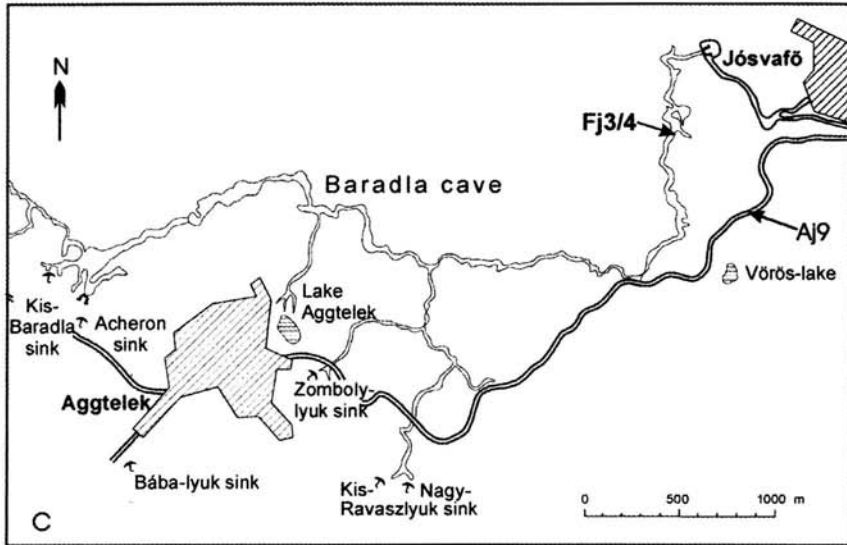 N
Jósvafő
Fj3/4
Baradla cave
Aj9
Vörös-lake
Lake
Aggtelek
Kis-
Baradla
sink
Acheron
sink
Zomboly-
lyuk sink
Aggtelek
Bába-lyuk sink
Kis-
Nagy-
Ravaszlyuk sink
C
0 500 1000 m